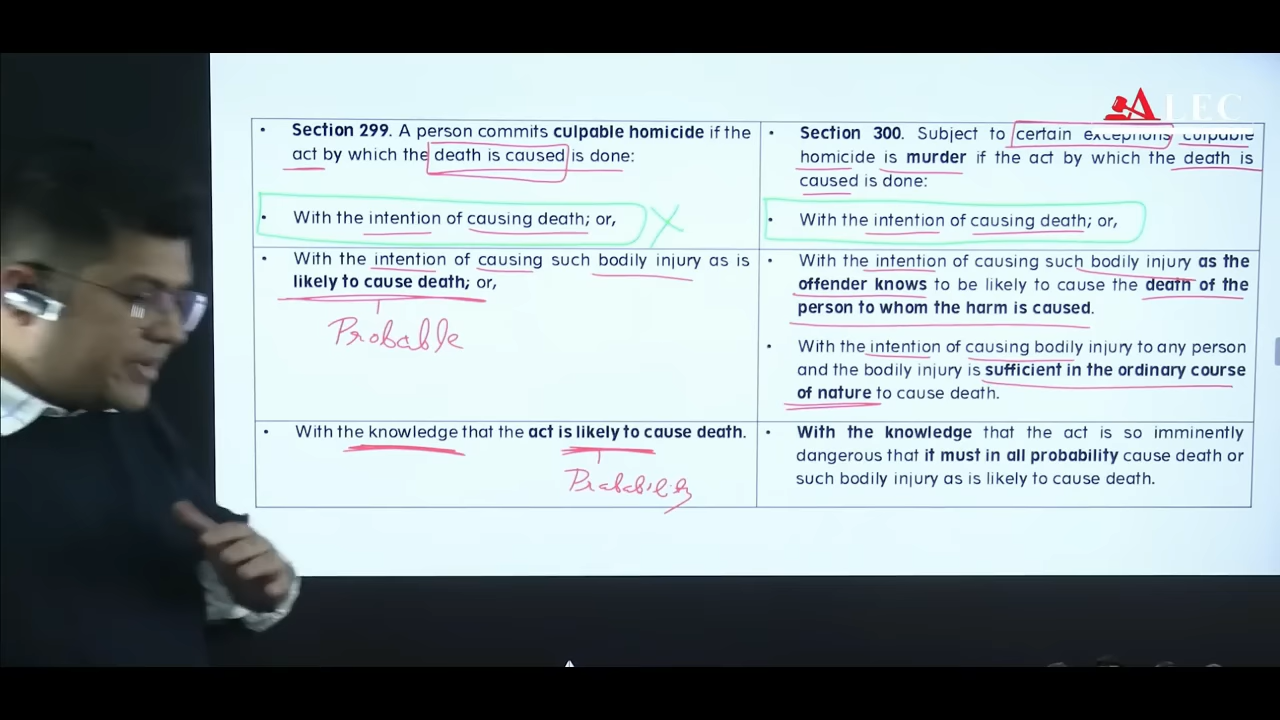 ALEC
Section 299. A person commits culpable homicide if the
act by which the death is caused is done:
With the intention of causing death; or,
With the intention of causing such bodily injury as is
likely to cause death; or,
Probable
With the knowledge that the act is likely to cause death.
Probability
Section 300. Subject to certain exceptions culpable
homicide is murder if the act by which the death is
caused is done:
With the intention of causing death; or,
With the intention of causing such bodily injury as the
offender knows to be likely to cause the death of the
person to whom the harm is caused.
With the intention of causing bodily injury to any person
and the bodily injury is sufficient in the ordinary course
of nature to cause death.
With the knowledge that the act is so imminently
dangerous that it must in all probability cause death or
such bodily injury as is likely to cause death.